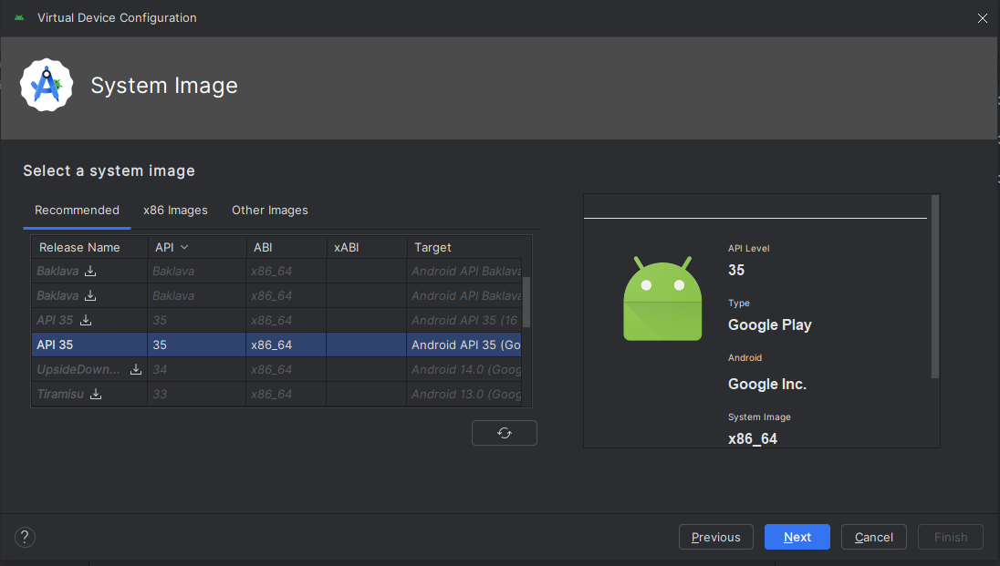 Virtual Device Configuration
System Image
Select a system image
Recommended x86 Images Other Images
Release Name API ABI xABI Target
Baklava Baklava x86_64 Android API Baklava
Baklava Baklava x86_64 Android API Baklava
API 35 35 x86_64 Android API 35 (16
API 35 35 x86_64 Android API 35 (Go
UpsideDown... 34 x86_64 Android 14.0 (Goog
Tiramisu 33 x86_64 Android 13.0 (Goog
API Level
35
Type
Google Play
Android
Google Inc.
System Image
x86_64
? Previous Next Cancel Finish